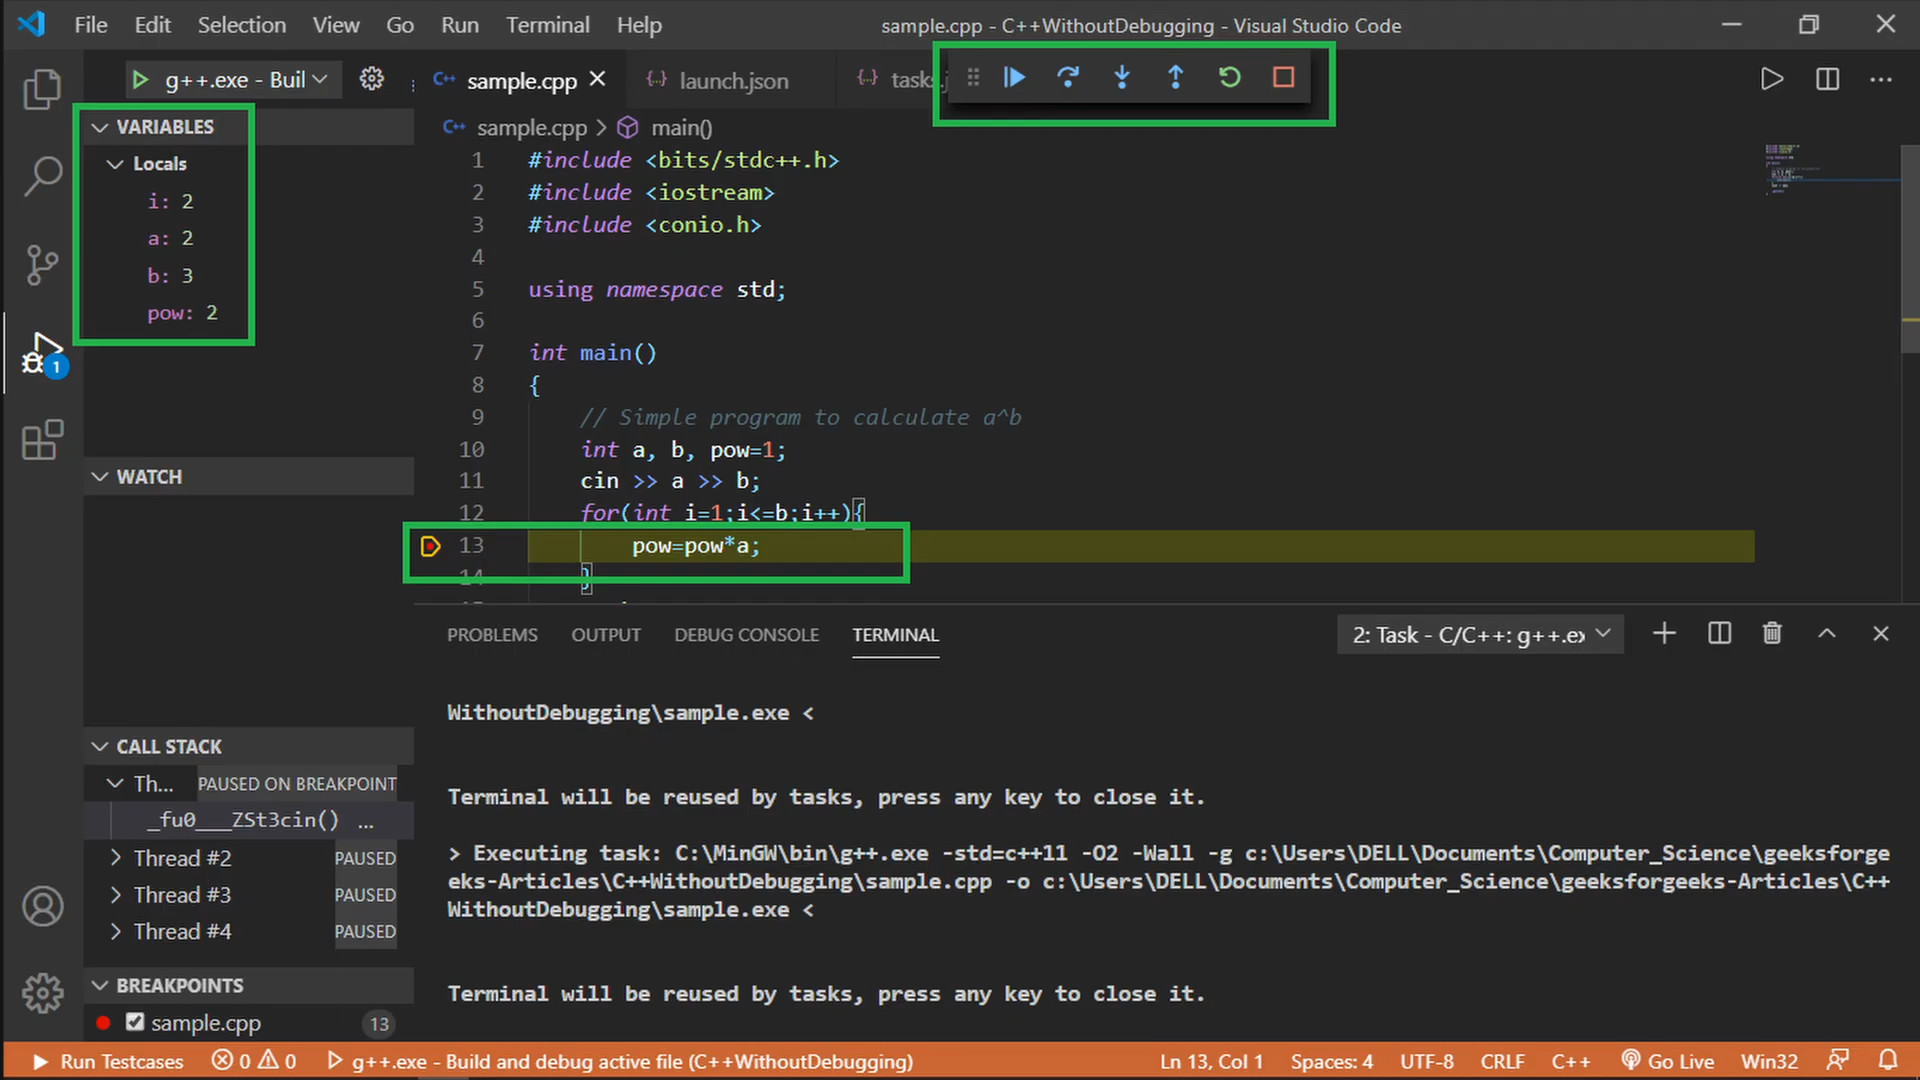 File Edit Selection View Go Run Terminal Help
sample.cpp - C++WithoutDebugging - Visual Studio Code
g++.exe - Buil
sample.cpp
launch.json
tasks.j
VARIABLES
Locals
i: 2
a: 2
b: 3
pow: 2
WATCH
CALL STACK
Th... PAUSED ON BREAKPOINT
_fu0___ZSt3cin() ...
Thread #2 PAUSED
Thread #3 PAUSED
Thread #4 PAUSED
BREAKPOINTS
sample.cpp 13
1
C++ sample.cpp > main()
1 #include <bits/stdc++.h>
2 #include <iostream>
3 #include <conio.h>
4
5 using namespace std;
6
7 int main()
8 {
9 // Simple program to calculate a^b
10 int a, b, pow=1;
11 cin >> a >> b;
12 for(int i=1;i<=b;i++){
13 pow=pow*a;
14 }
PROBLEMS OUTPUT DEBUG CONSOLE TERMINAL
2: Task - C/C++: g++.ex
WithoutDebugging\sample.exe <
Terminal will be reused by tasks, press any key to close it.
> Executing task: C:\MinGW\bin\g++.exe -std=c++11 -O2 -Wall -g c:\Users\DELL\Documents\Computer_Science\geeksforge
eks-Articles\C++WithoutDebugging\sample.cpp -o c:\Users\DELL\Documents\Computer_Science\geeksforgeeks-Articles\C++
WithoutDebugging\sample.exe <
Terminal will be reused by tasks, press any key to close it.
Run Testcases 0 0 g++.exe - Build and debug active file (C++WithoutDebugging)
Ln 13, Col 1 Spaces: 4 UTF-8 CRLF C++ Go Live Win32